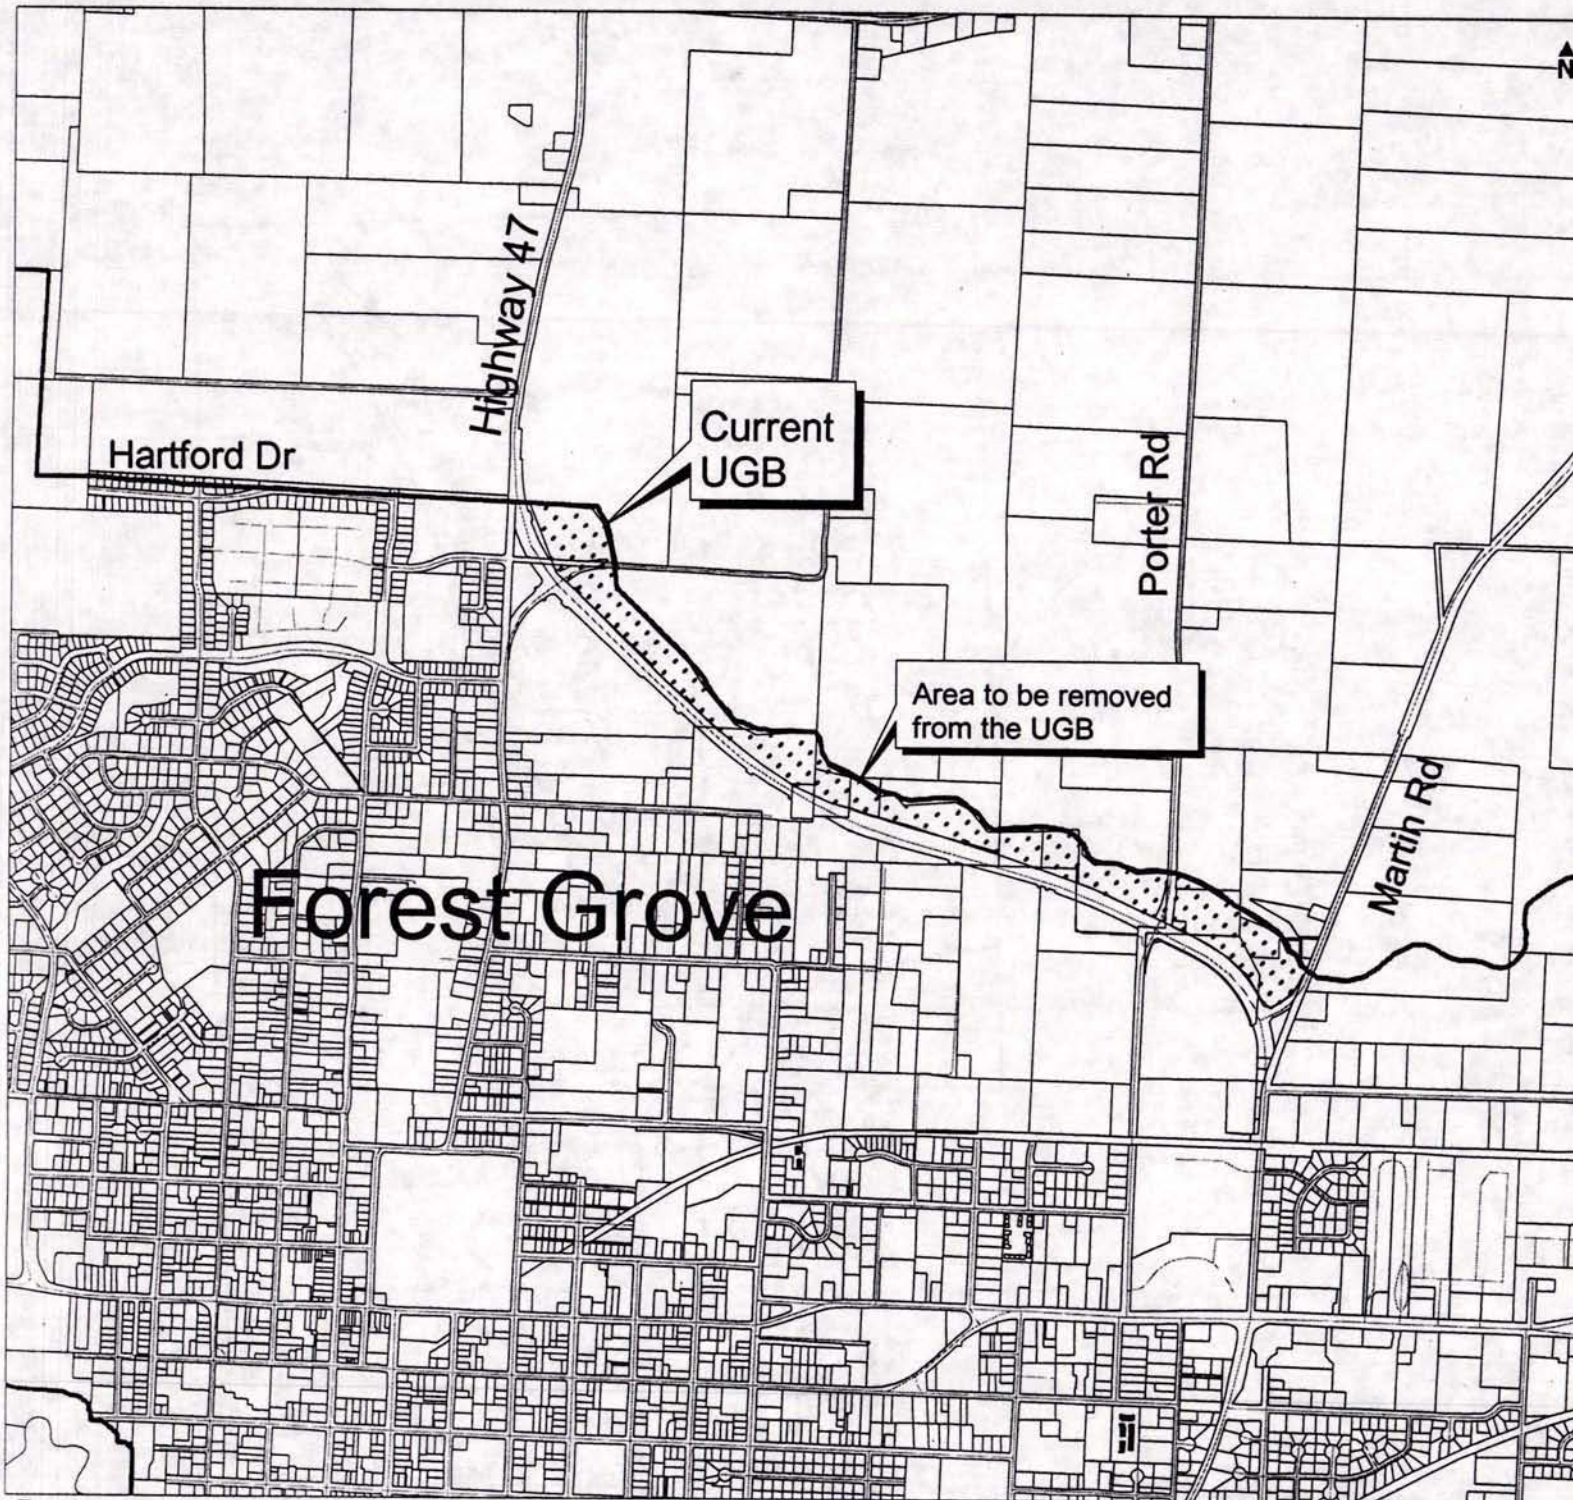 N
Highway 47
Current
UGB
Hartford Dr
Porter Rd
Area to be removed
from the UGB
Martin Rd
Forest Grove